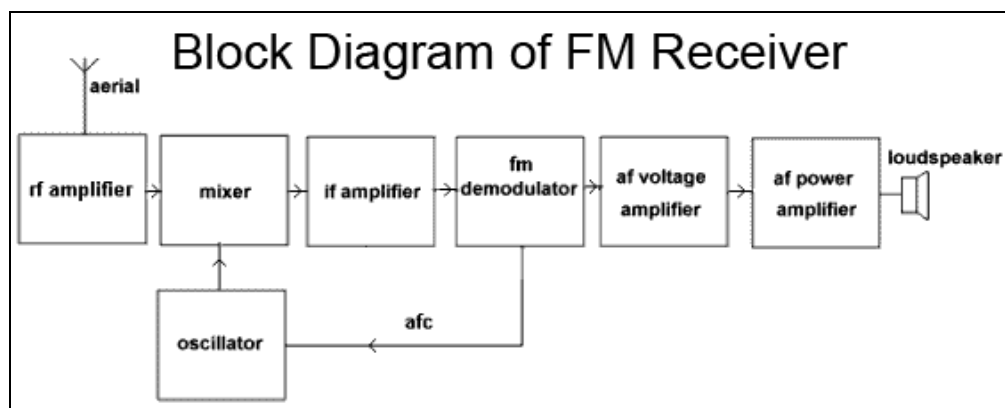 Block Diagram of FM Receiver
aerial
rf amplifier
mixer
if amplifier
fm
demodulator
af voltage
amplifier
af power
amplifier
loudspeaker
oscillator
afc